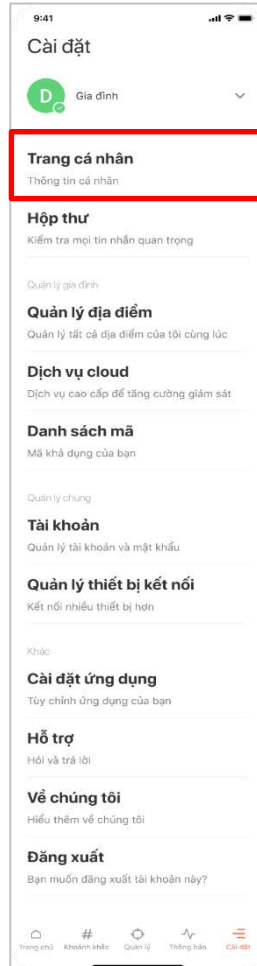 9:41
Cài đặt
D
Gia đình
Trang cá nhân
Thông tin cá nhân
Hộp thư
Kiểm tra mọi tin nhắn quan trọng
Quản lý gia đình
Quản lý địa điểm
Quản lý tất cả địa điểm của tôi cùng lúc
Dịch vụ cloud
Dịch vụ cao cấp để tăng cường giám sát
Danh sách mã
Mã khả dụng của bạn
Quản lý chung
Tài khoản
Quản lý tài khoản và mật khẩu
Quản lý thiết bị kết nối
Kết nối nhiều thiết bị hơn
Khác
Cài đặt ứng dụng
Tùy chỉnh ứng dụng của bạn
Hỗ trợ
Hỏi và trả lời
Về chúng tôi
Hiểu thêm về chúng tôi
Đăng xuất
Bạn muốn đăng xuất tài khoản này?
Trang chủ Khoảnh khắc Quản lý Thông báo Cài đặt